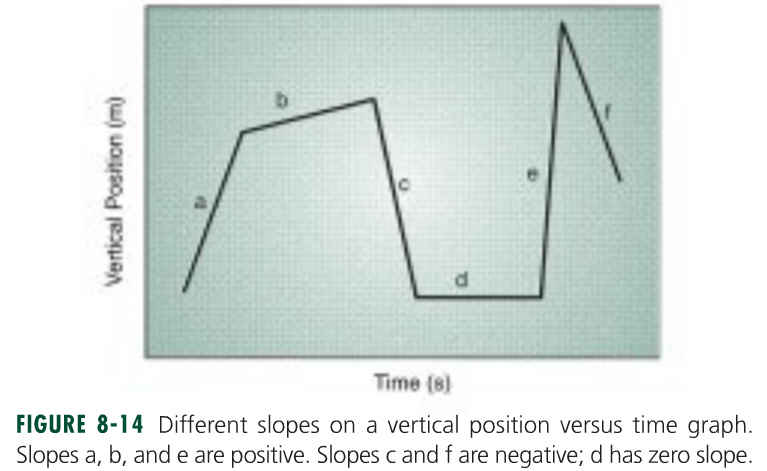 b
f
a
c
e
d
Vertical Position (m)
Time (s)
FIGURE 8-14 Different slopes on a vertical position versus time graph.
Slopes a, b, and e are positive. Slopes c and f are negative; d has zero slope.